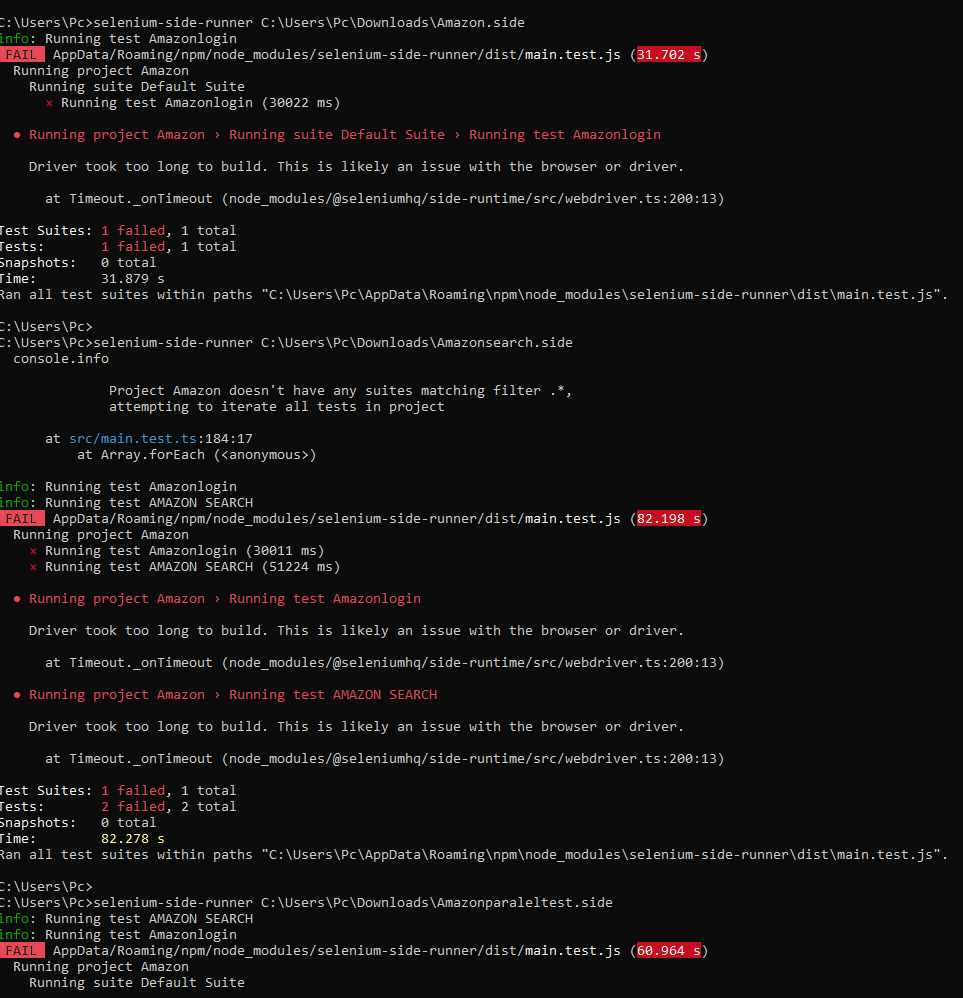 C:\Users\Pc>selenium-side-runner C:\Users\Pc\Downloads\Amazon.side
info: Running test Amazonlogin
FAIL AppData/Roaming/npm/node_modules/selenium-side-runner/dist/main.test.js (31.702 s)
Running project Amazon
Running suite Default Suite
× Running test Amazonlogin (30022 ms)
● Running project Amazon › Running suite Default Suite › Running test Amazonlogin
Driver took too long to build. This is likely an issue with the browser or driver.
at Timeout._onTimeout (node_modules/@seleniumhq/side-runtime/src/webdriver.ts:200:13)
Test Suites: 1 failed, 1 total
Tests: 1 failed, 1 total
Snapshots: 0 total
Time: 31.879 s
Ran all test suites within paths "C:\Users\Pc\AppData\Roaming\npm\node_modules\selenium-side-runner\dist\main.test.js".
C:\Users\Pc>
C:\Users\Pc>selenium-side-runner C:\Users\Pc\Downloads\Amazonsearch.side
console.info
Project Amazon doesn't have any suites matching filter .*,
attempting to iterate all tests in project
at src/main.test.ts:184:17
at Array.forEach (<anonymous>)
info: Running test Amazonlogin
info: Running test AMAZON SEARCH
FAIL AppData/Roaming/npm/node_modules/selenium-side-runner/dist/main.test.js (82.198 s)
Running project Amazon
× Running test Amazonlogin (30011 ms)
× Running test AMAZON SEARCH (51224 ms)
● Running project Amazon › Running test Amazonlogin
Driver took too long to build. This is likely an issue with the browser or driver.
at Timeout._onTimeout (node_modules/@seleniumhq/side-runtime/src/webdriver.ts:200:13)
● Running project Amazon › Running test AMAZON SEARCH
Driver took too long to build. This is likely an issue with the browser or driver.
at Timeout._onTimeout (node_modules/@seleniumhq/side-runtime/src/webdriver.ts:200:13)
Test Suites: 1 failed, 1 total
Tests: 2 failed, 2 total
Snapshots: 0 total
Time: 82.278 s
Ran all test suites within paths "C:\Users\Pc\AppData\Roaming\npm\node_modules\selenium-side-runner\dist\main.test.js".
C:\Users\Pc>
C:\Users\Pc>selenium-side-runner C:\Users\Pc\Downloads\Amazonparaleltest.side
info: Running test AMAZON SEARCH
info: Running test Amazonlogin
FAIL AppData/Roaming/npm/node_modules/selenium-side-runner/dist/main.test.js (60.964 s)
Running project Amazon
Running suite Default Suite